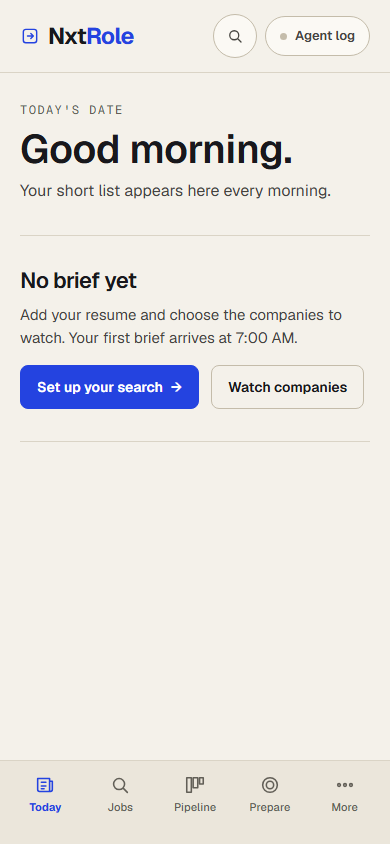 NxtRole
Agent log
TODAY'S DATE
Good morning.
Your short list appears here every morning.
No brief yet
Add your resume and choose the companies to
watch. Your first brief arrives at 7:00 AM.
Set up your search →
Watch companies
Today
Jobs
Pipeline
Prepare
More